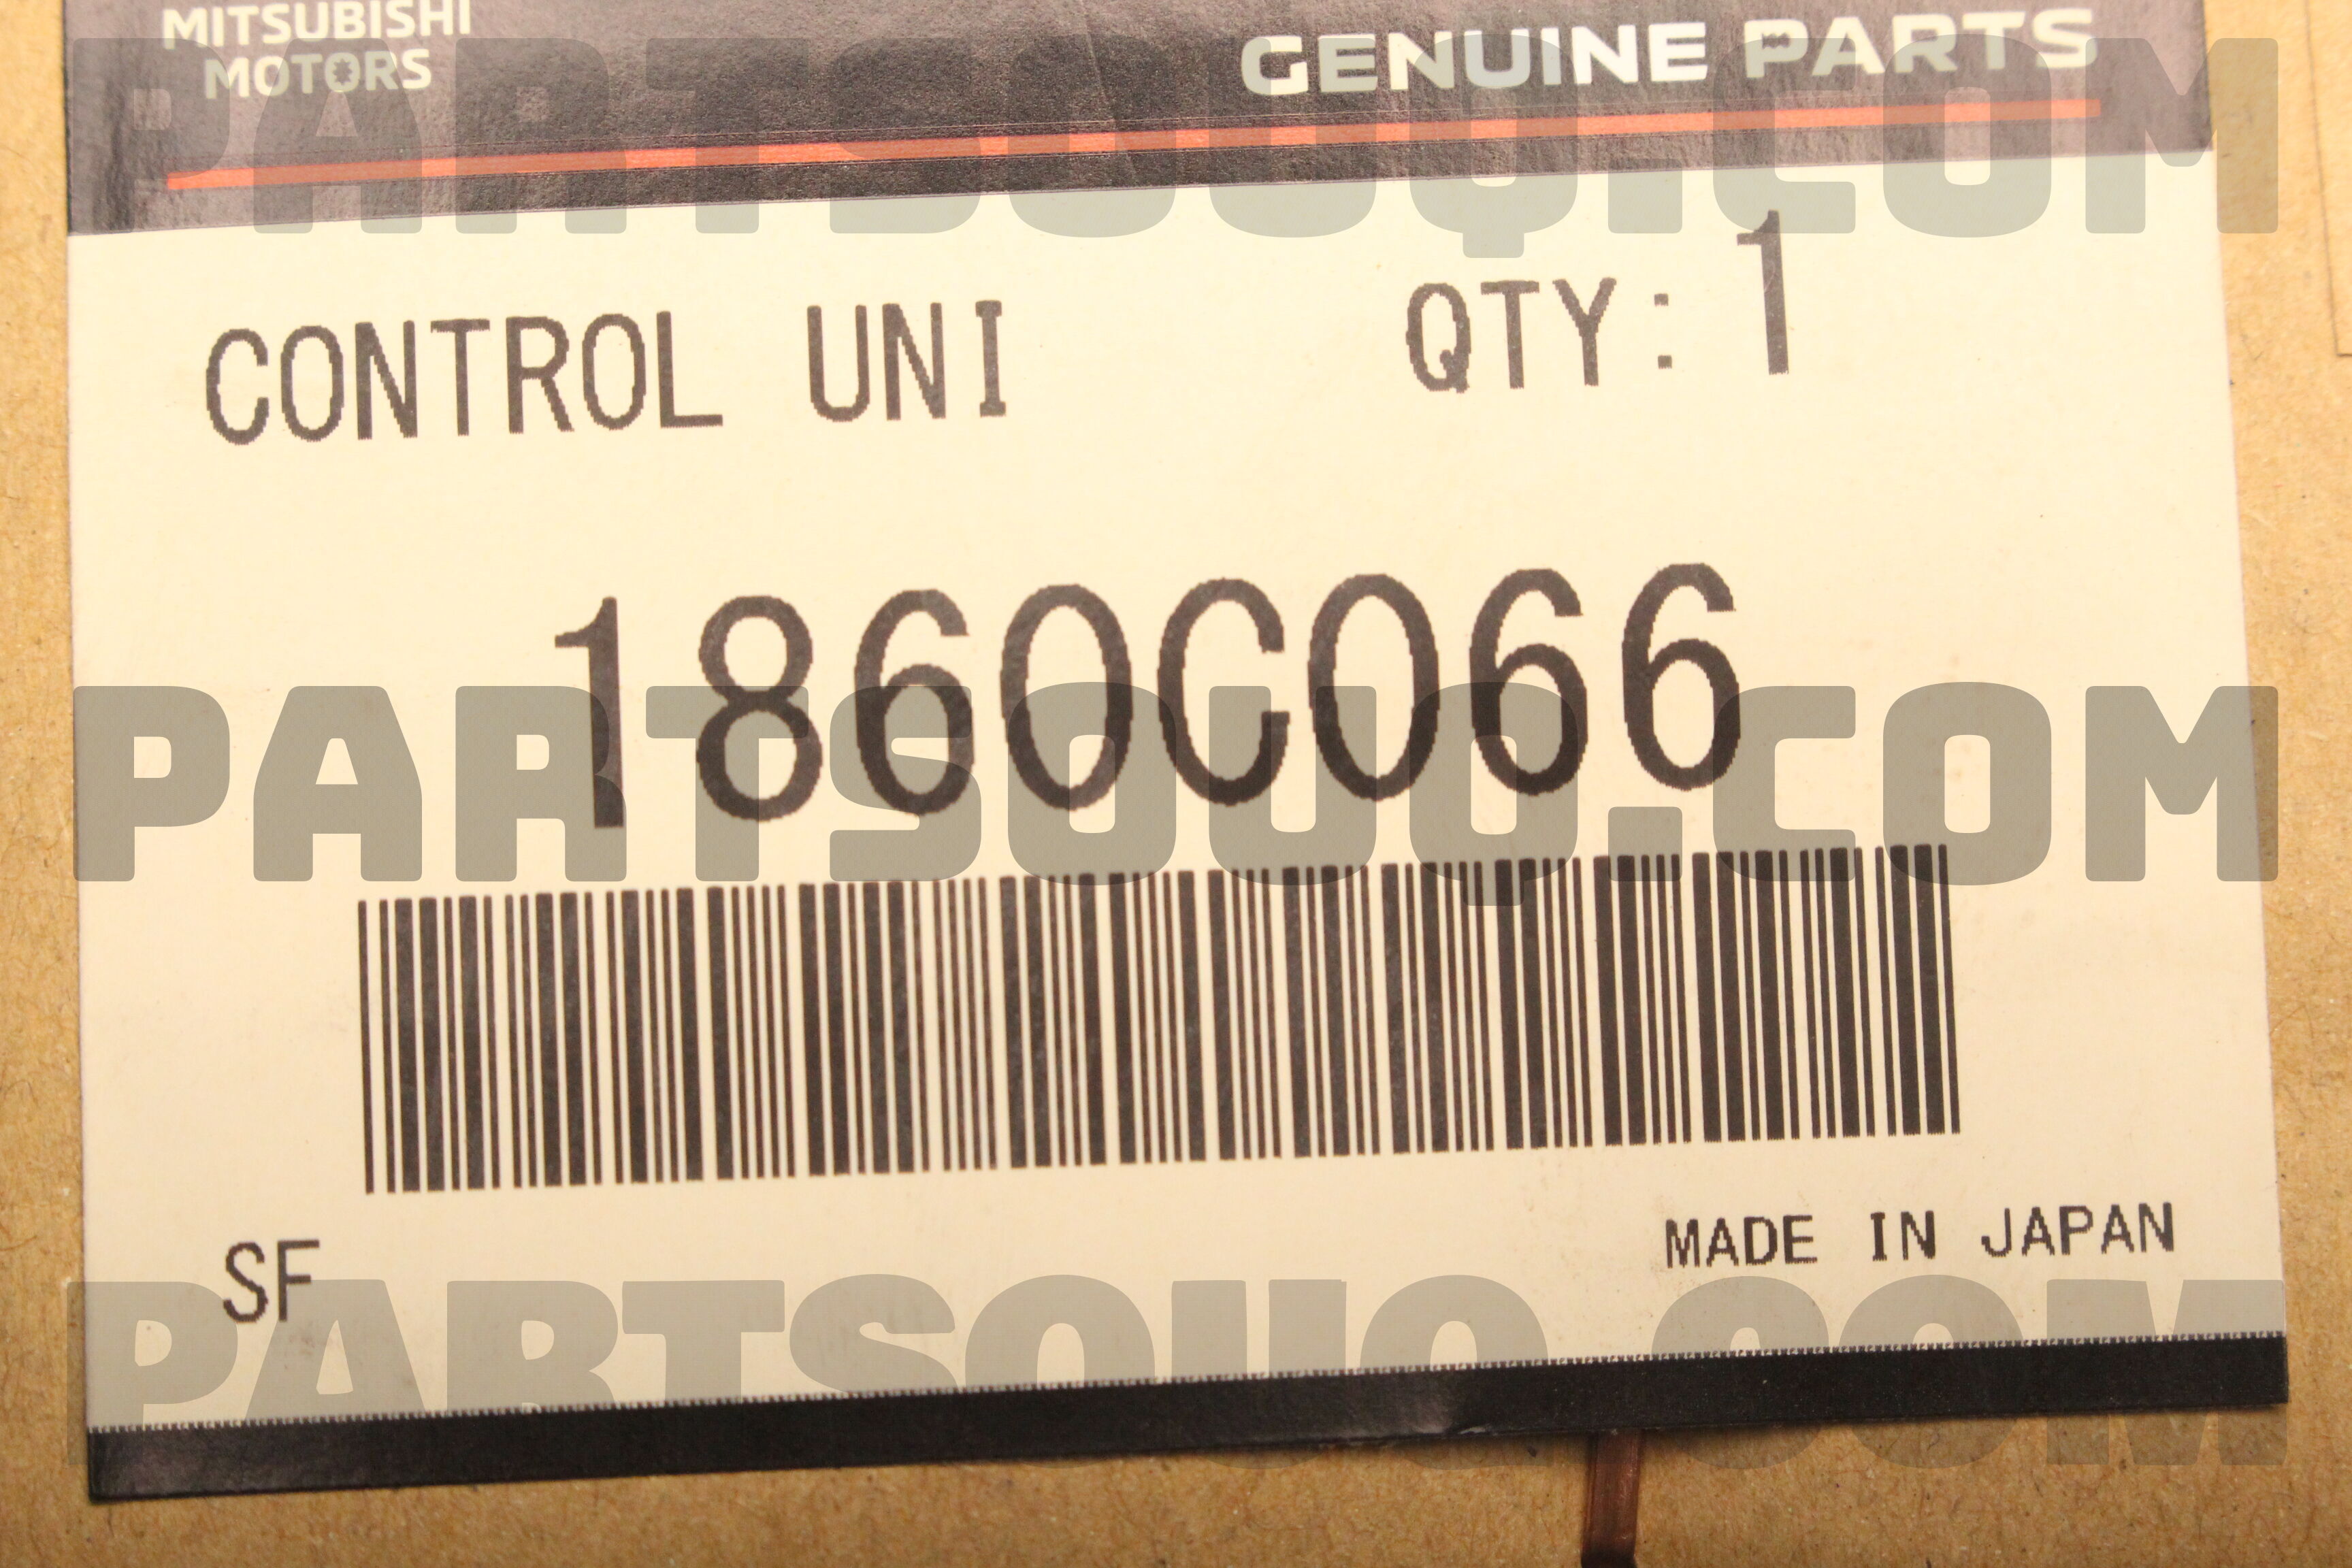 MITSUBISHI
MOTORS
GENUINE PARTS
CONTROL UNI
QTY: 1
1860C066
SF
MADE IN JAPAN
PARTSOUQ.COM
PARTSOUQ.COM
PARTSOUQ.COM